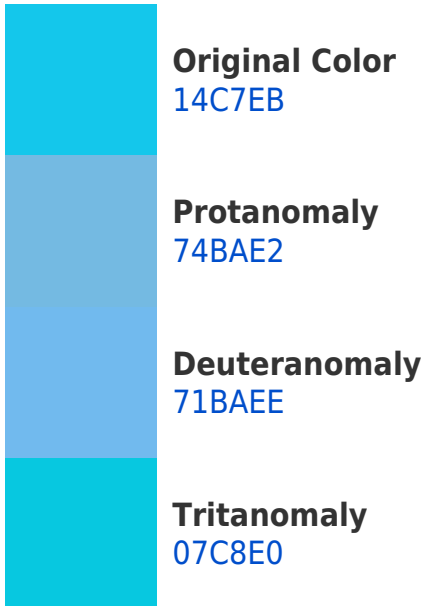 Original Color
14C7EB
Protanomaly
74BAE2
Deuteranomaly
71BAEE
Tritanomaly
07C8E0